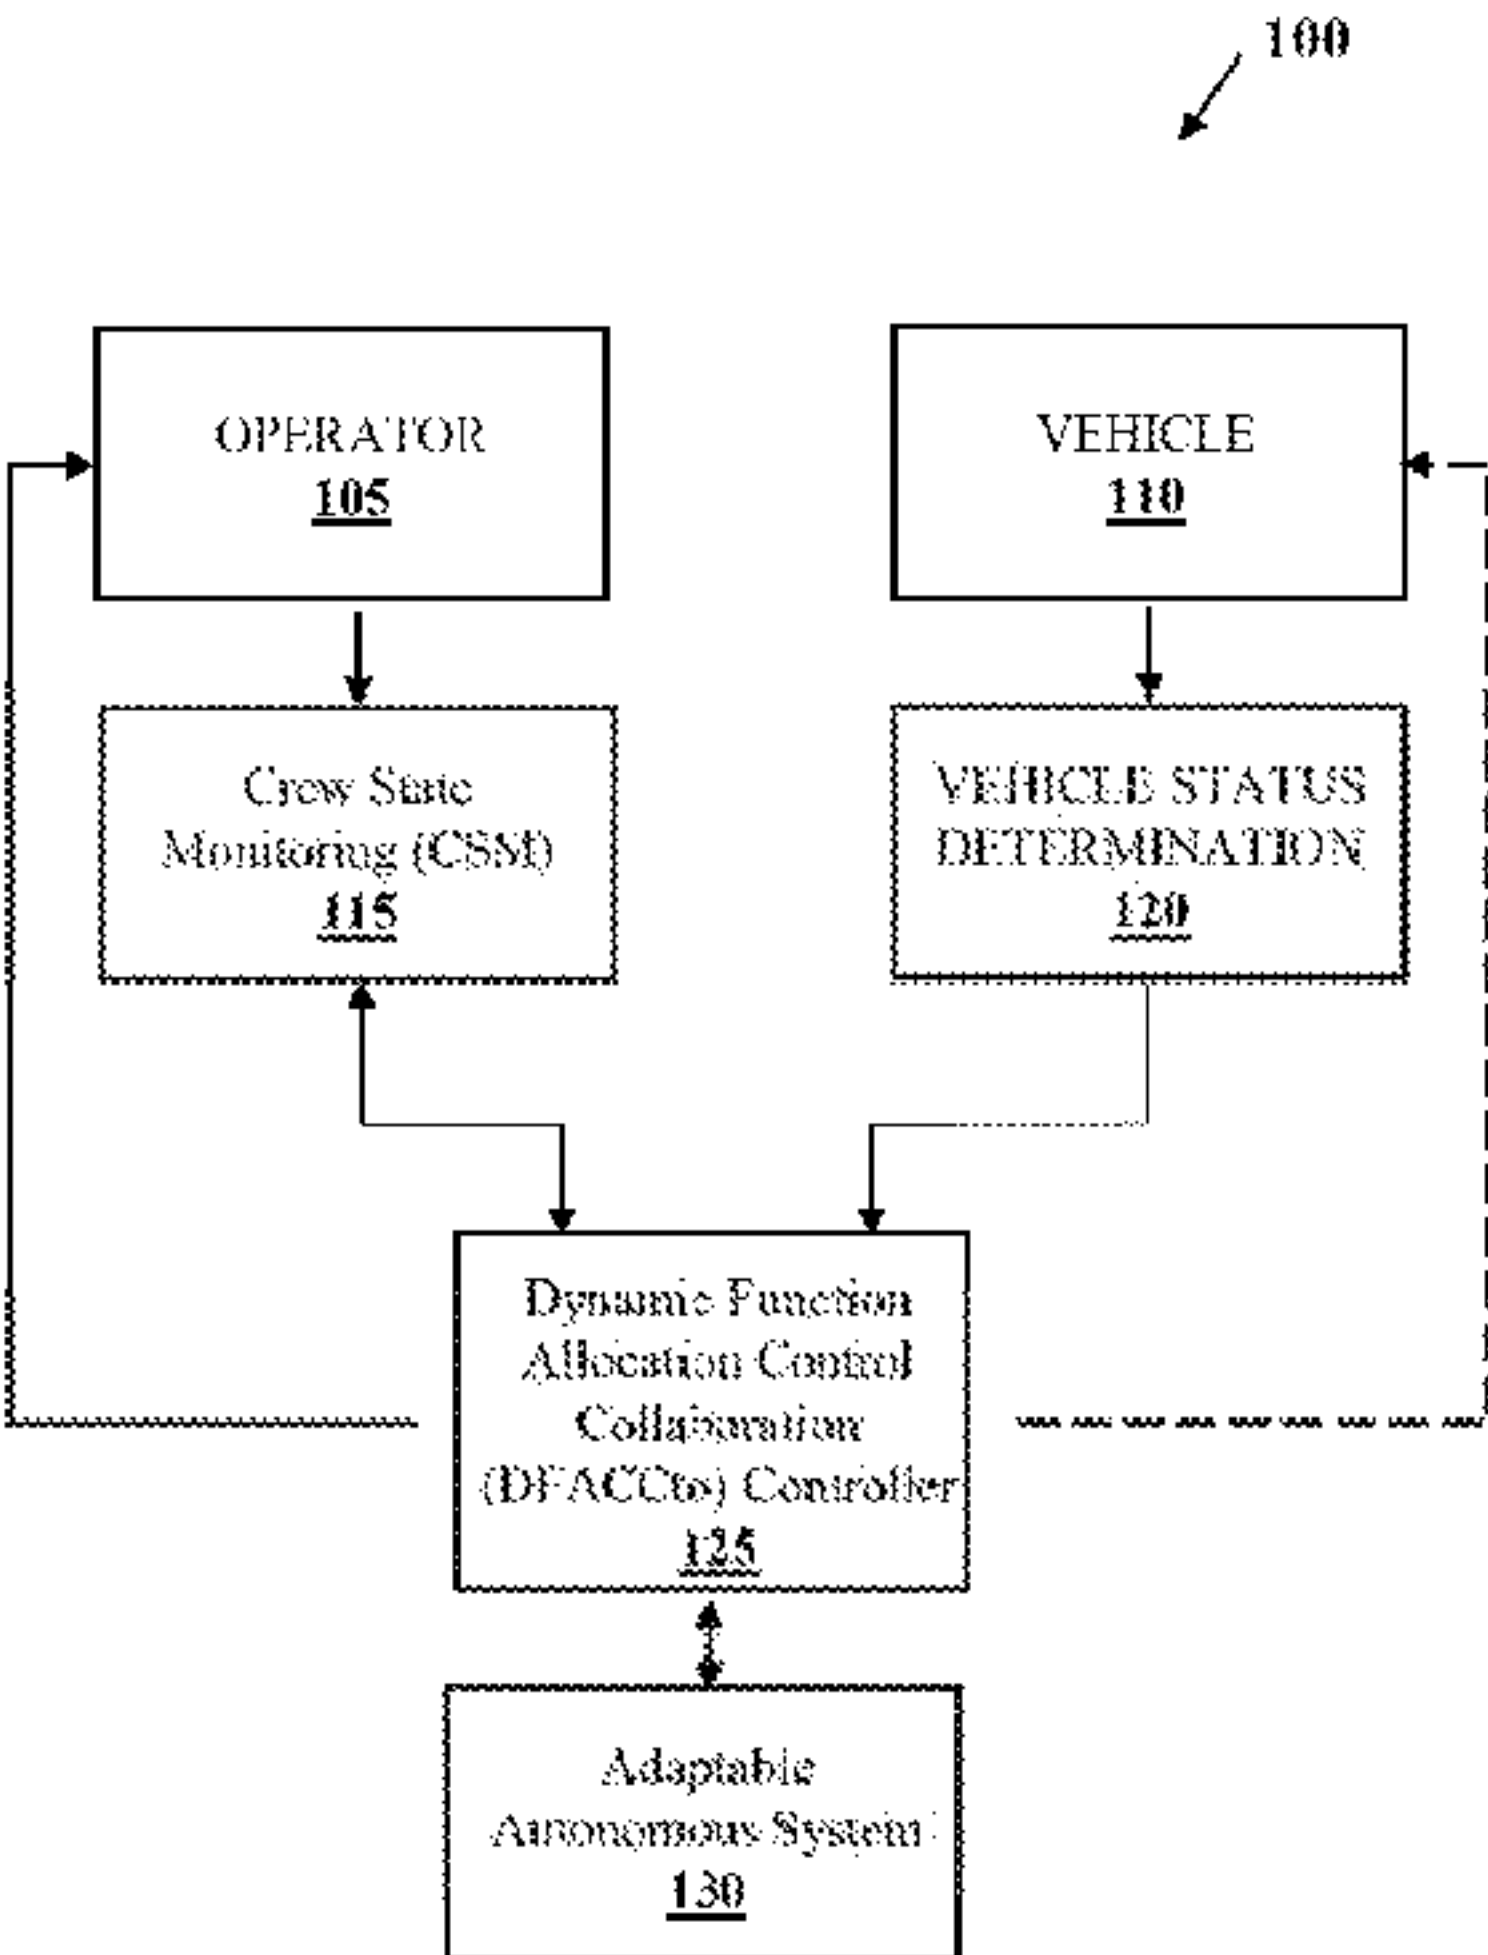 100
OPERATOR
105
VEHICLE
110
Crew State
Monitoring (CSM)
115
VEHICLE STATUS
DETERMINATION
120
Dynamic Function
Allocation Control
Collaboration
(DFACCto) Controller
125
Adaptable
Autonomous System
130